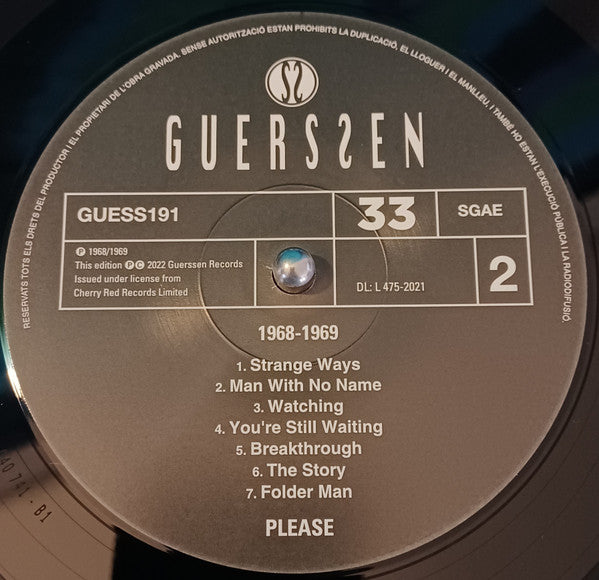 RESERVATS TOTS ELS DRETS DEL PRODUCTOR I EL PROPIETARI DE L'OBRA GRAVADA. SENSE AUTORITZACIÓ ESTAN PROHIBITS LA DUPLICACIÓ, EL LLOGUER I EL MANLLEU, I TAMBÉ HO ESTAN L'EXECUCIÓ PÚBLICA I LA RADIODIFUSIÓ.
GUERSSEN
GUESS191
33
SGAE
℗ 1968/1969
This edition ℗ © 2022 Guerssen Records
Issued under license from
Cherry Red Records Limited
DL: L 475-2021
2
1968-1969
1. Strange Ways
2. Man With No Name
3. Watching
4. You're Still Waiting
5. Breakthrough
6. The Story
7. Folder Man
PLEASE
741 - B1